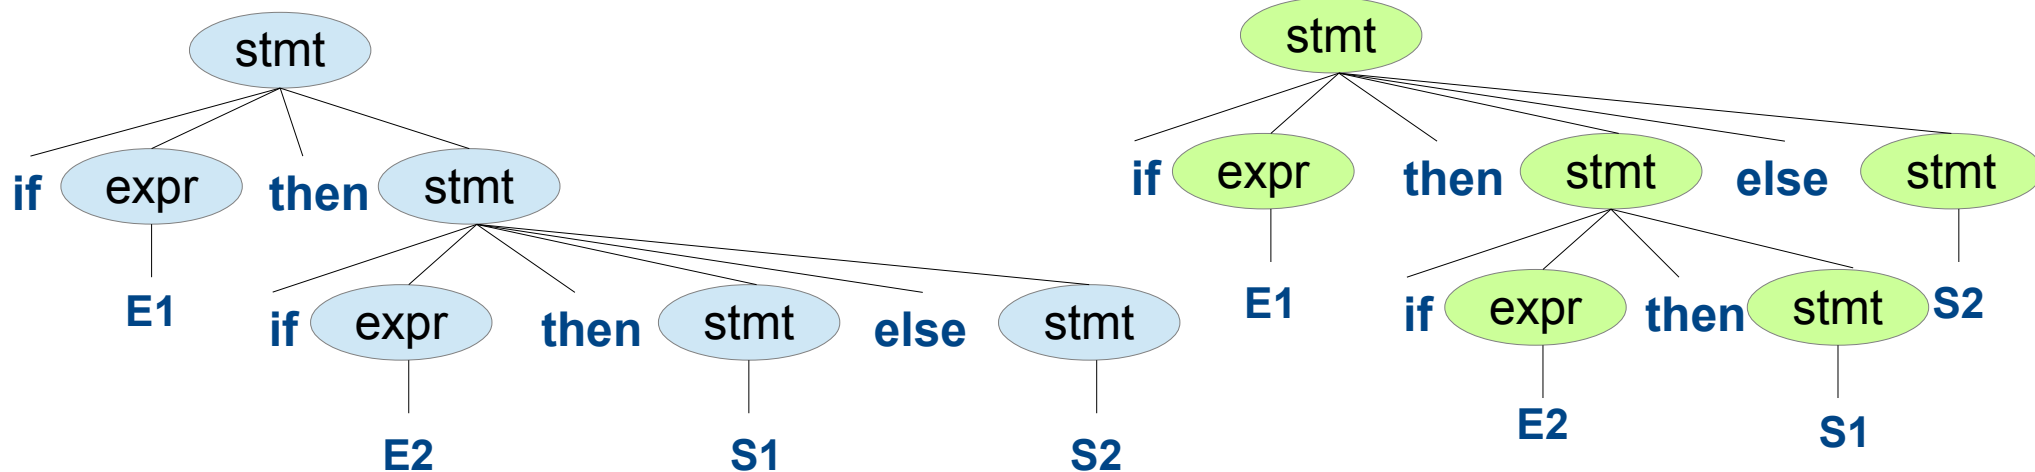 stmt
if expr then stmt
E1
if expr then stmt else stmt
E2 S1 S2
stmt
if expr then stmt else stmt
E1 S2
if expr then stmt
E2 S1